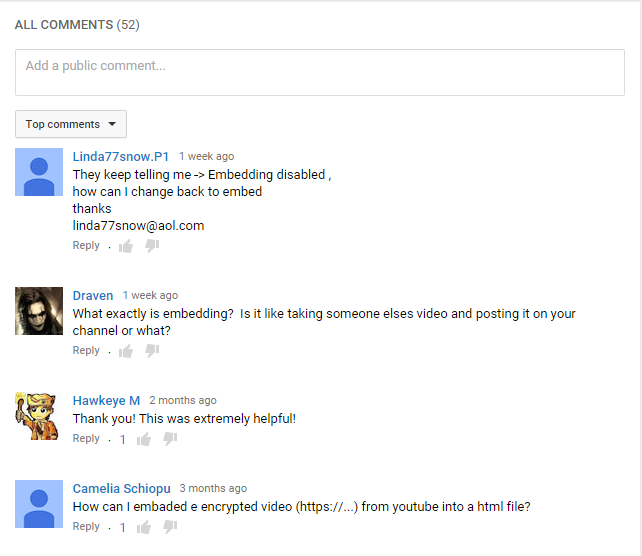 ALL COMMENTS (52)
Add a public comment...
Top comments
Linda77snow.P1 1 week ago
They keep telling me -> Embedding disabled ,
how can I change back to embed
thanks
linda77snow@aol.com
Reply .
Draven 1 week ago
What exactly is embedding?  Is it like taking someone elses video and posting it on your
channel or what?
Reply .
Hawkeye M 2 months ago
Thank you! This was extremely helpful!
Reply . 1
Camelia Schiopu 3 months ago
How can I embaded e encrypted video (https://...) from youtube into a html file?
Reply . 1